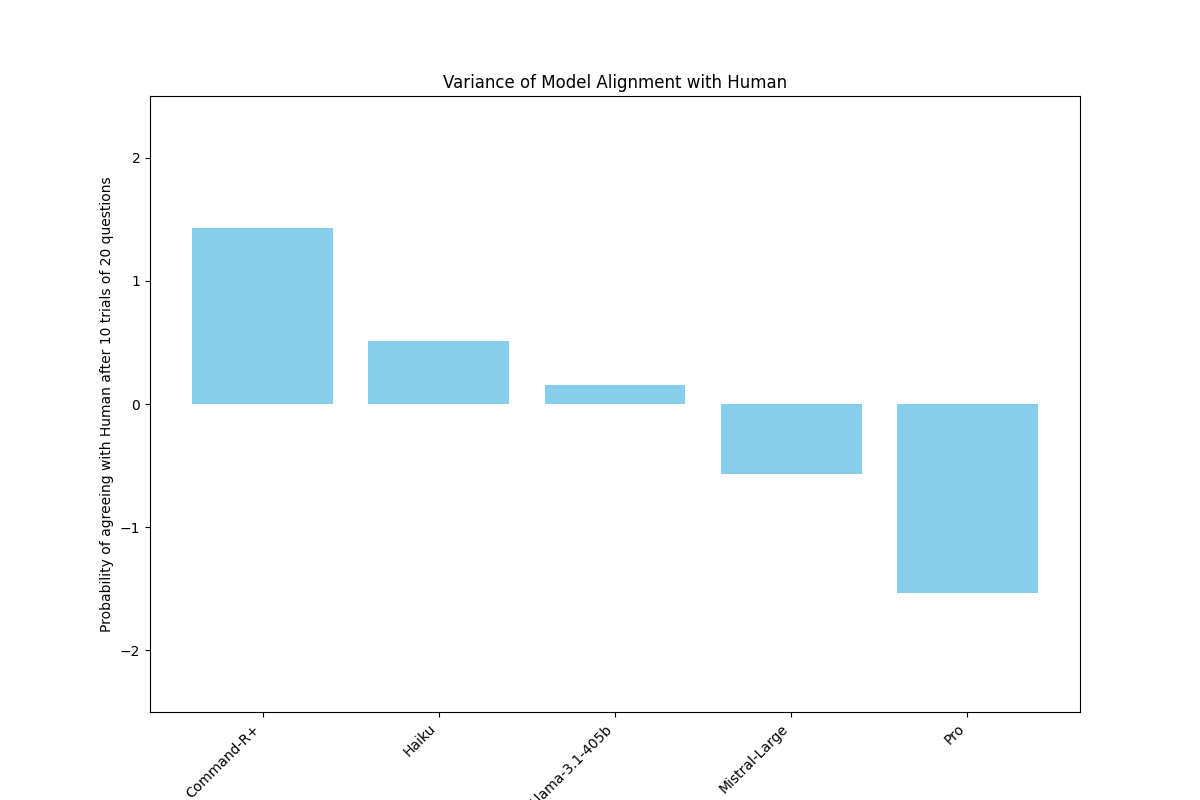 Variance of Model Alignment with Human
Probability of agreeing with Human after 10 trials of 20 questions
2
1
0
−1
−2
Command-R+
Haiku
Llama-3.1-405b
Mistral-Large
Pro